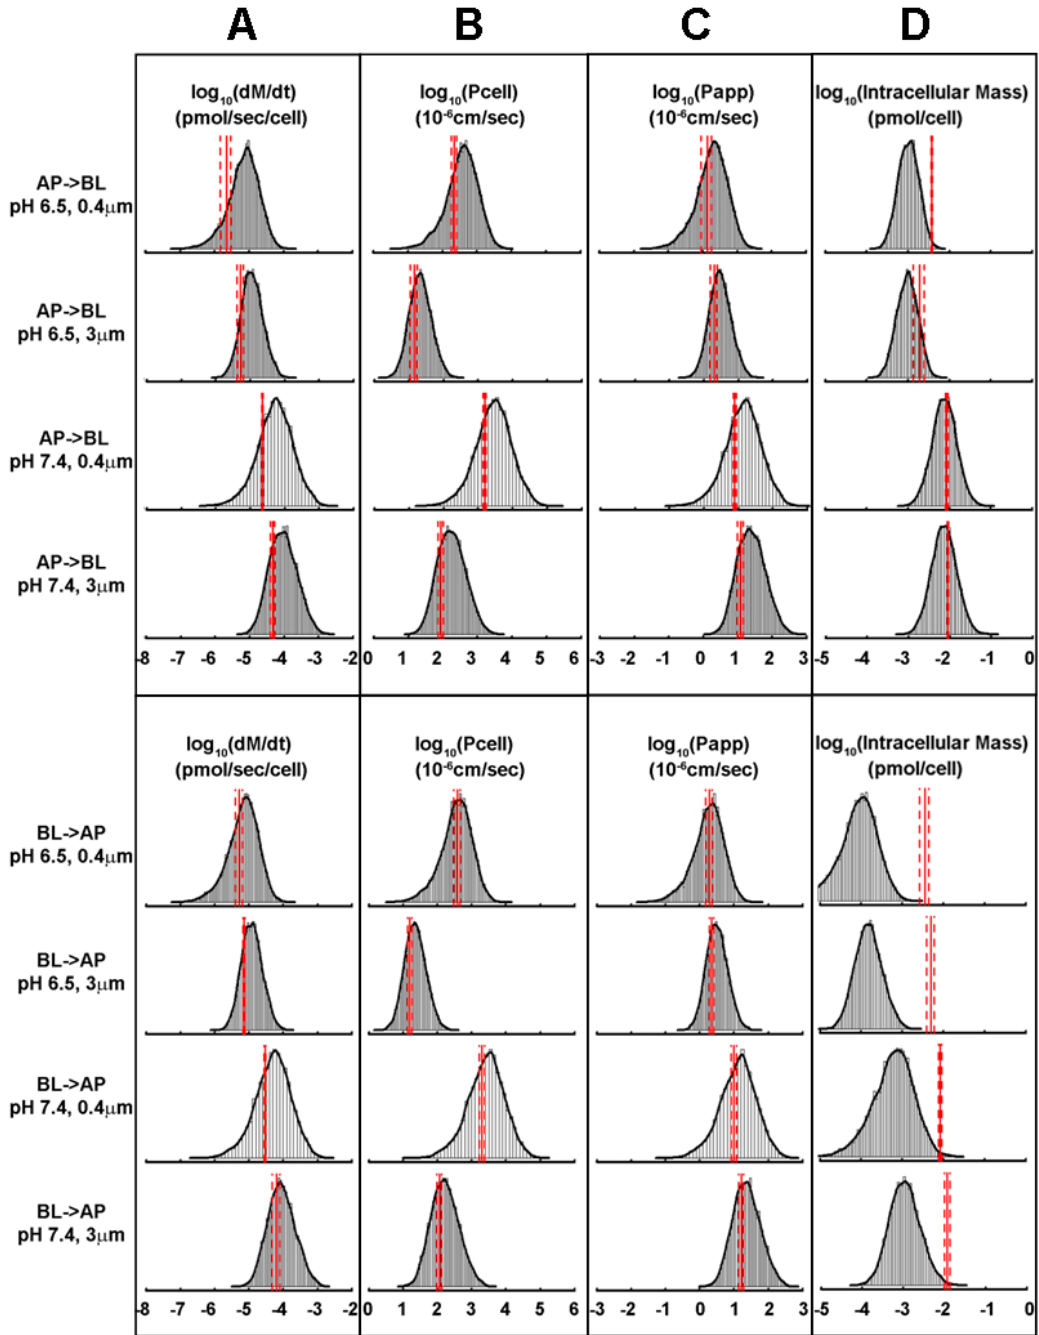 A B C D
log10(dM/dt) log10(Pcell) log10(Papp) log10(Intracellular Mass)
(pmol/sec/cell) (10-6cm/sec) (10-6cm/sec) (pmol/cell)
AP->BL
pH 6.5, 0.4μm
AP->BL
pH 6.5, 3μm
AP->BL
pH 7.4, 0.4μm
AP->BL
pH 7.4, 3μm
-8 -7 -6 -5 -4 -3 -2 0 1 2 3 4 5 6 -3 -2 -1 0 1 2 3 -5 -4 -3 -2 -1 0
log10(dM/dt) log10(Pcell) log10(Papp) log10(Intracellular Mass)
(pmol/sec/cell) (10-6cm/sec) (10-6cm/sec) (pmol/cell)
BL->AP
pH 6.5, 0.4μm
BL->AP
pH 6.5, 3μm
BL->AP
pH 7.4, 0.4μm
BL->AP
pH 7.4, 3μm
-8 -7 -6 -5 -4 -3 -2 0 1 2 3 4 5 6 -3 -2 -1 0 1 2 3 -5 -4 -3 -2 -1 0